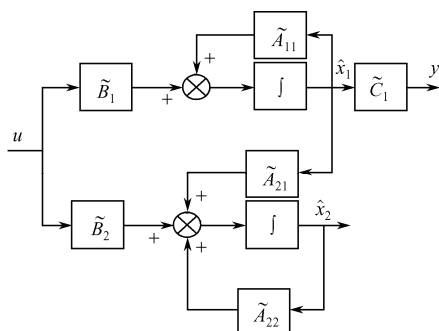 Ã₁₁
+
x̂₁
B̃₁
+
∫
C̃₁
y
u
Ã₂₁
+
x̂₂
B̃₂
+
∫
+
Ã₂₂